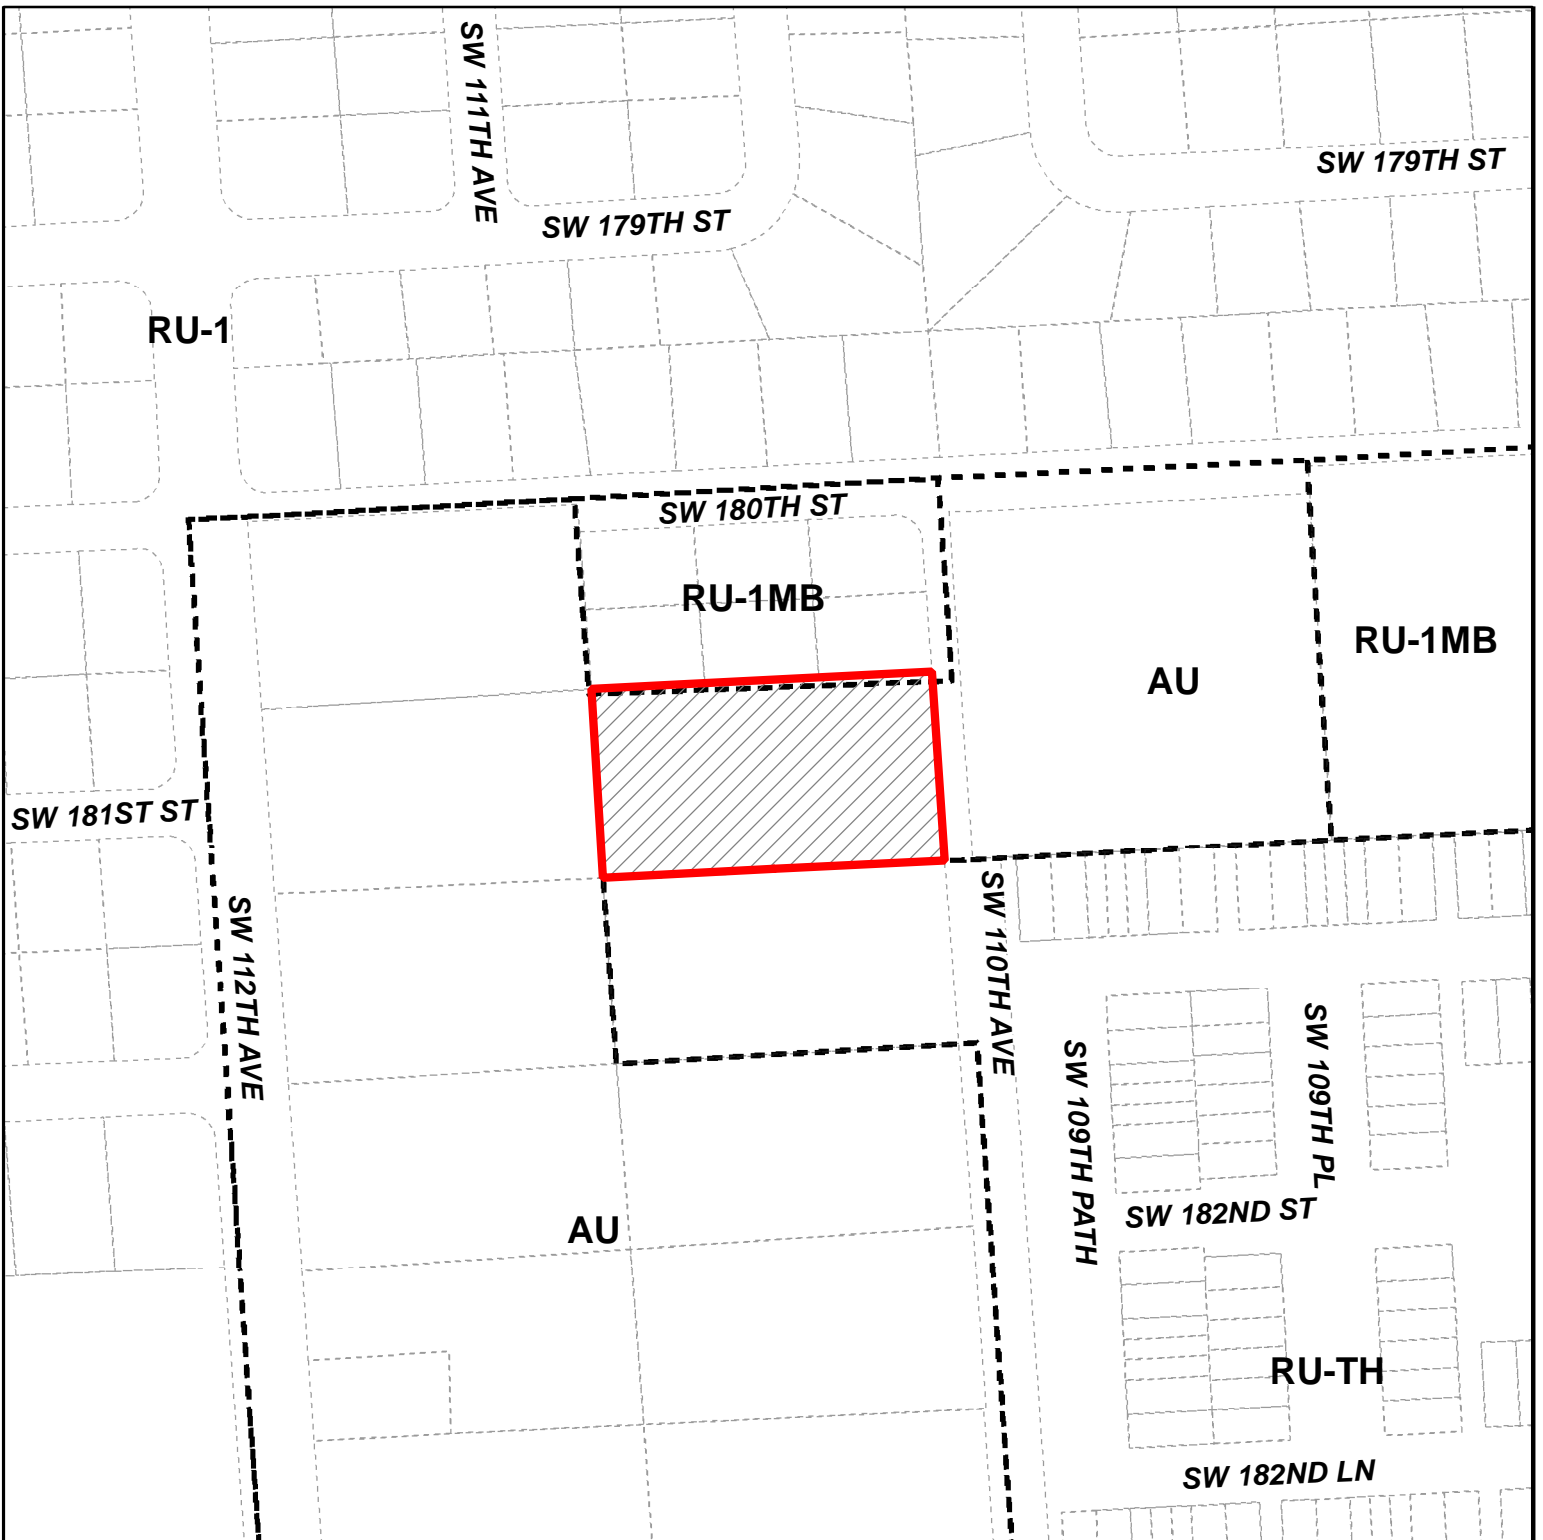 SW 111TH AVE
SW 179TH ST
SW 179TH ST
RU-1
SW 180TH ST
RU-1MB
RU-1MB
AU
SW 181ST ST
SW 112TH AVE
SW 110TH AVE
SW 109TH PATH
SW 109TH PL
SW 182ND ST
AU
RU-TH
SW 182ND LN